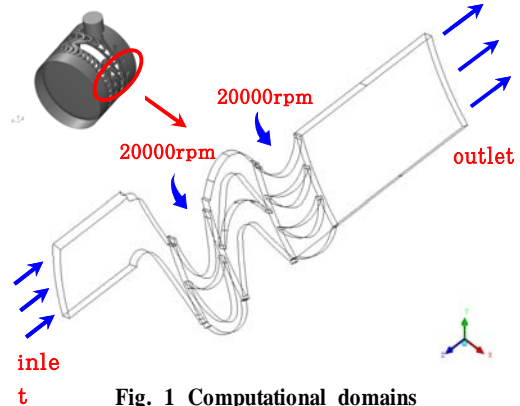 20000rpm
20000rpm
outlet
inle
t
Fig. 1 Computational domains